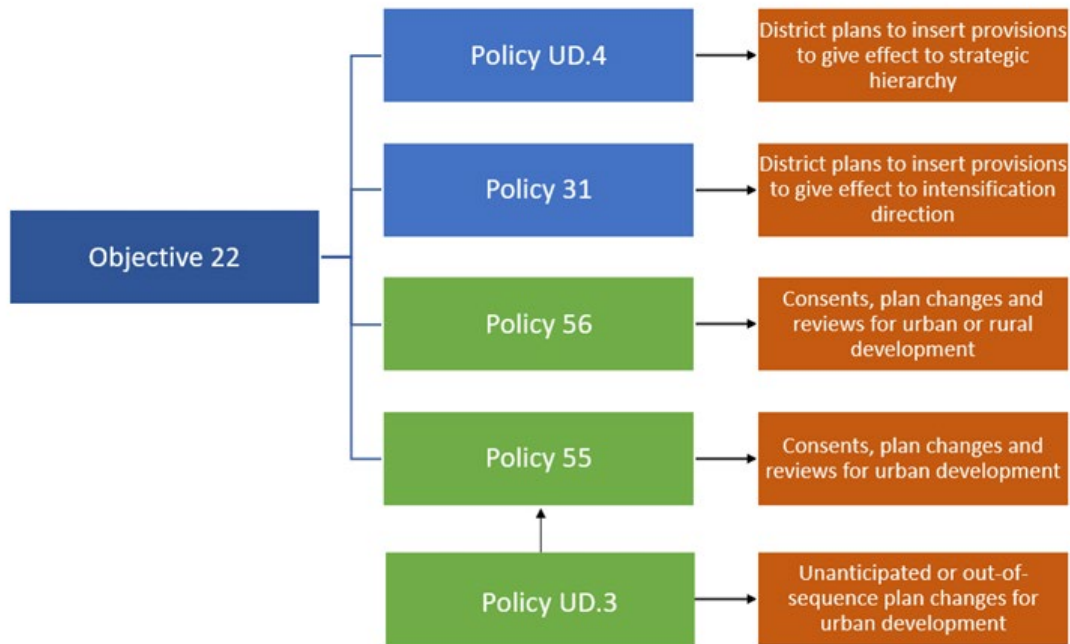 Policy UD.4
District plans to insert provisions
to give effect to strategic
hierarchy
Policy 31
District plans to insert provisions
to give effect to intensification
direction
Objective 22
Policy 56
Consents, plan changes and
reviews for urban or rural
development
Policy 55
Consents, plan changes and
reviews for urban development
Policy UD.3
Unanticipated or out-of-
sequence plan changes for
urban development